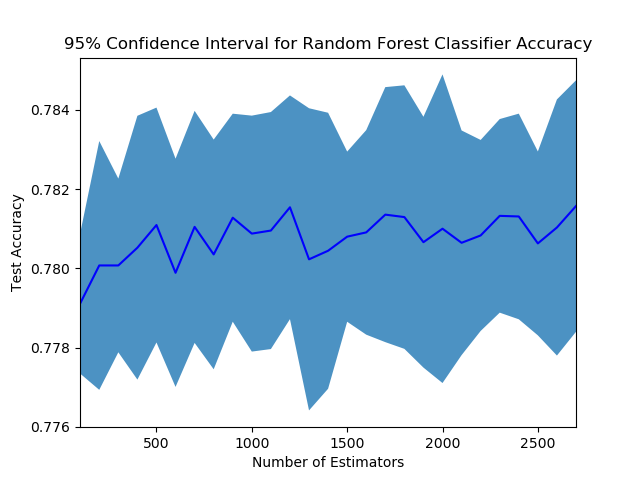 95% Confidence Interval for Random Forest Classifier Accuracy
0.784
0.782
0.780
0.778
0.776
Test Accuracy
500 1000 1500 2000 2500
Number of Estimators